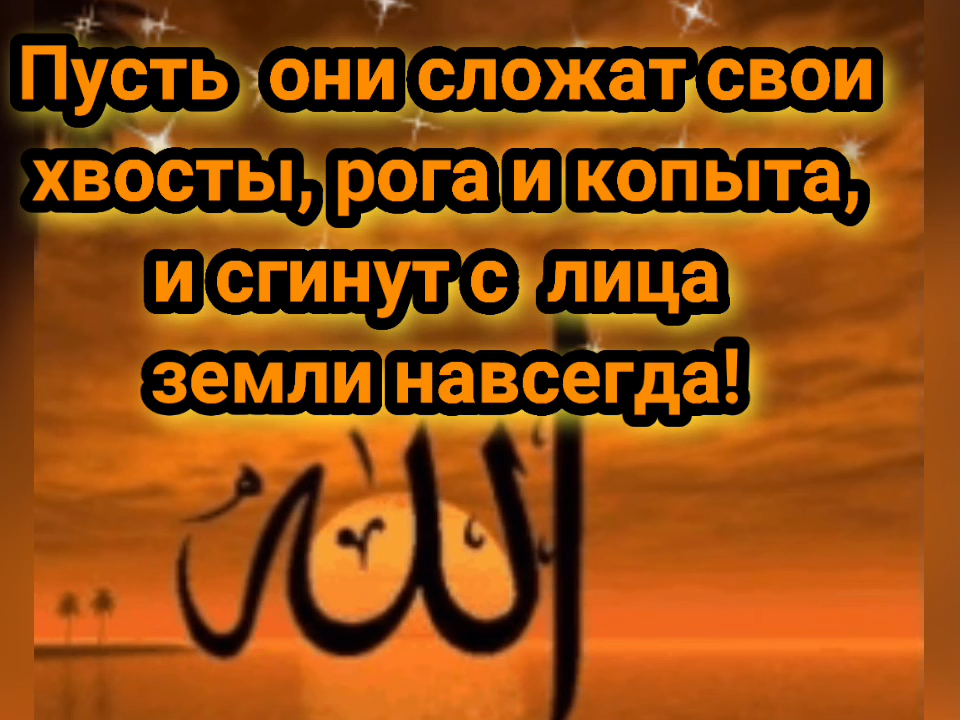 Пусть они сложат свои
хвосты, рога и копыта,
и сгинут с лица
земли навсегда!
الله